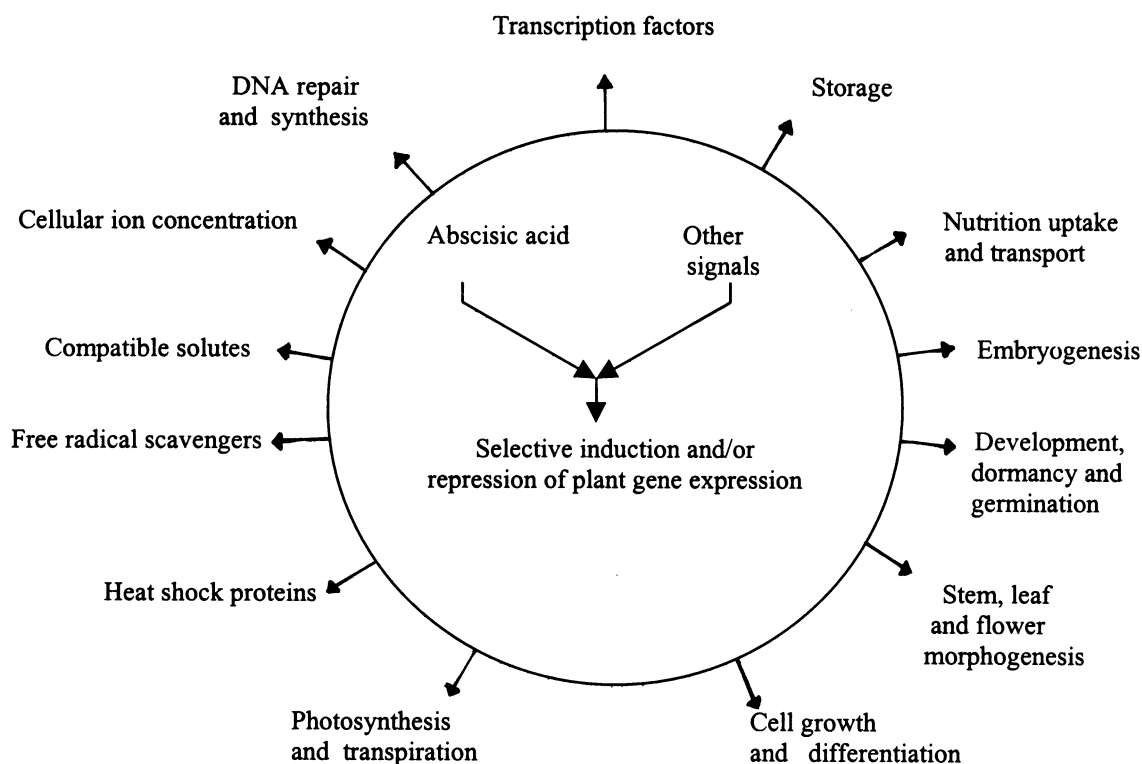 Transcription factors
DNA repair
and synthesis
Storage
Cellular ion concentration
Abscisic acid
Other
signals
Nutrition uptake
and transport
Compatible solutes
Embryogenesis
Free radical scavengers
Selective induction and/or
repression of plant gene expression
Development,
dormancy and
germination
Heat shock proteins
Stem, leaf
and flower
morphogenesis
Photosynthesis
and transpiration
Cell growth
and differentiation